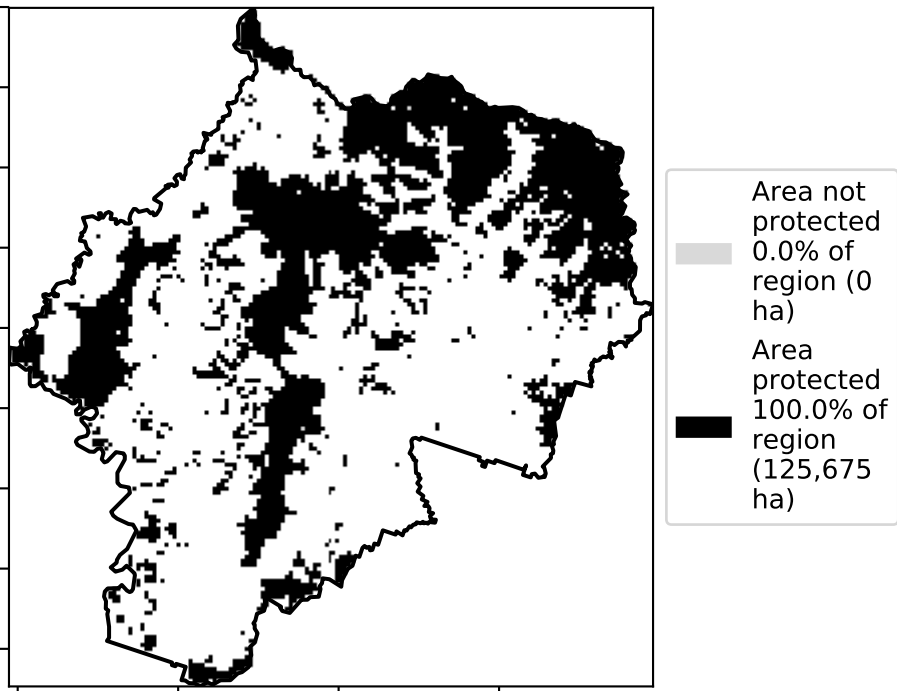 Area not
protected
0.0% of
region (0
ha)
Area
protected
100.0% of
region
(125,675
ha)